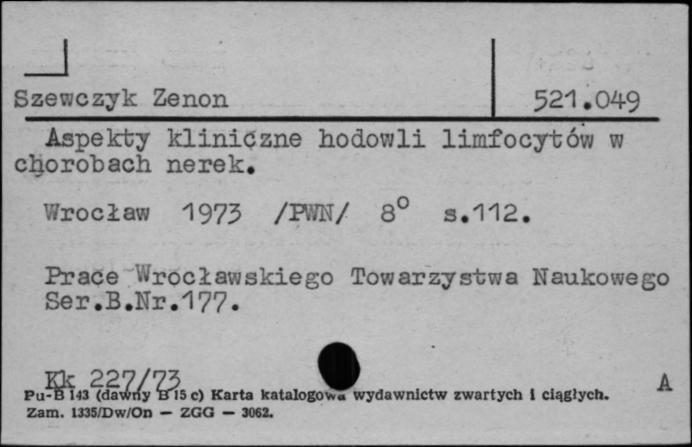 Szewczyk Zenon 521.049
Aspekty kliniczne hodowli limfocytów w
chorobach nerek.
Wrocław 1973 /PWN/ 8° s.112.
Prace Wrocławskiego Towarzystwa Naukowego
Ser.B.Nr.177.
Kk 227/73 A
Pu-B 143 (dawny B 15 c) Karta katalogowa wydawnictw zwartych i ciągłych.
Zam. 1335/Dw/On — ZGG — 3062.